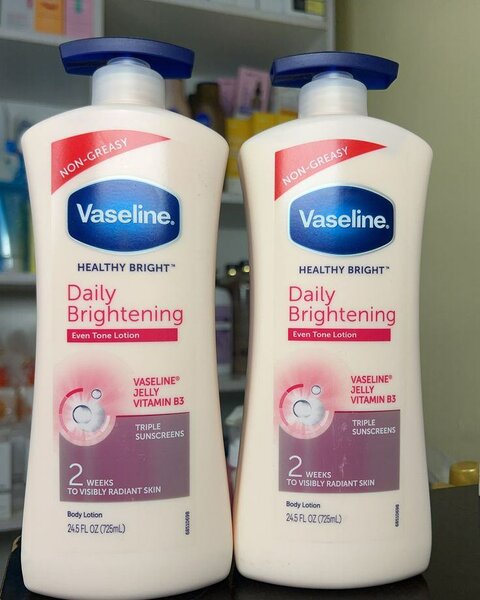 NON-GREASY
Vaseline.
HEALTHY BRIGHT™
Daily
Brightening
Even Tone Lotion
VASELINE®
JELLY
VITAMIN B3
TRIPLE
SUNSCREENS
2 WEEKS
TO VISIBLY RADIANT SKIN
Body Lotion
24.5 FL OZ (725mL)
NON-GREASY
Vaseline.
HEALTHY BRIGHT™
Daily
Brightening
Even Tone Lotion
VASELINE®
JELLY
VITAMIN B3
TRIPLE
SUNSCREENS
2 WEEKS
TO VISIBLY RADIANT SKIN
Body Lotion
24.5 FL OZ (725mL)